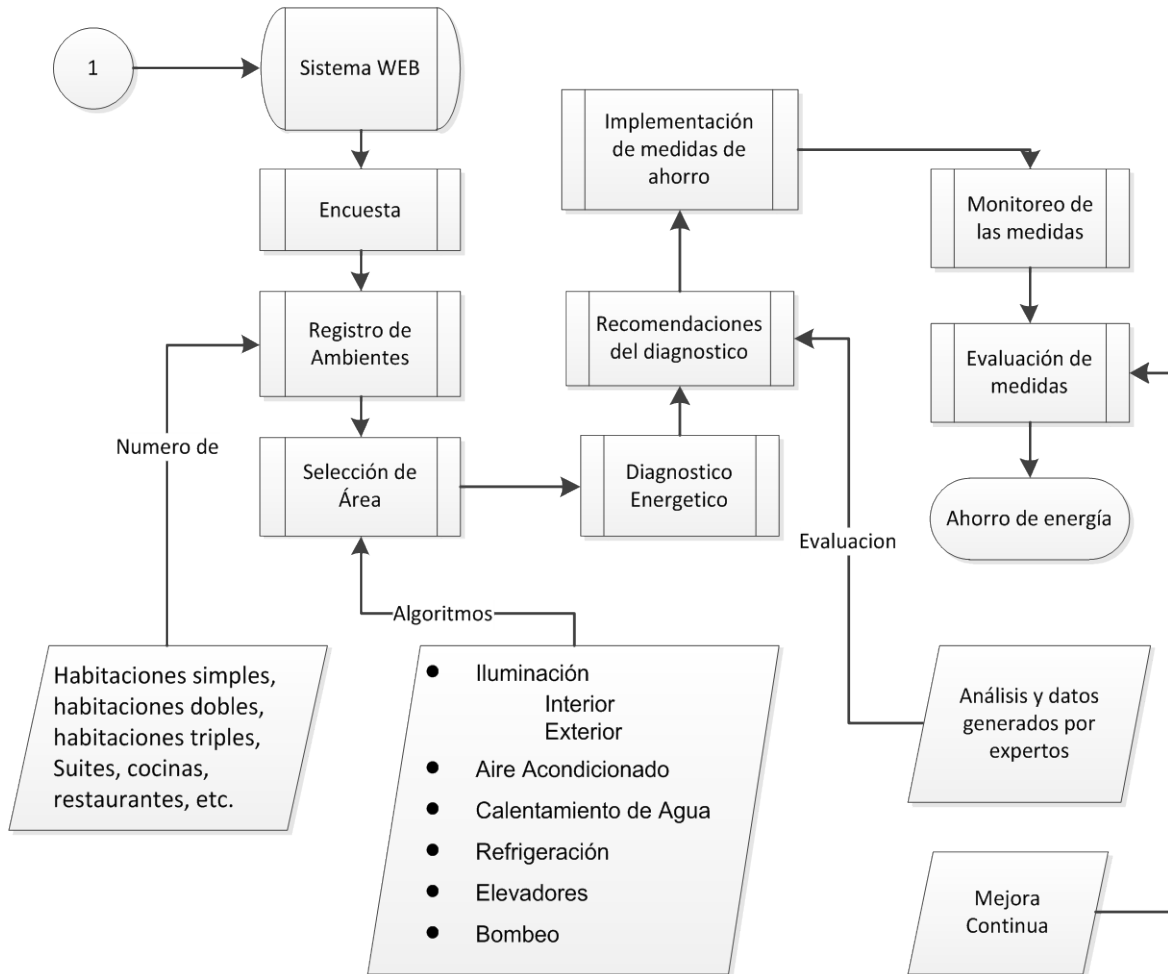 1
Sistema WEB
Encuesta
Registro de
Ambientes
Numero de
Selección de
Área
Algoritmos
Habitaciones simples,
habitaciones dobles,
habitaciones triples,
Suites, cocinas,
restaurantes, etc.
● Iluminación
Interior
Exterior
● Aire Acondicionado
● Calentamiento de Agua
● Refrigeración
● Elevadores
● Bombeo
Diagnostico
Energetico
Recomendaciones
del diagnostico
Implementación
de medidas de
ahorro
Evaluacion
Monitoreo de
las medidas
Evaluación de
medidas
Ahorro de energía
Análisis y datos
generados por
expertos
Mejora
Continua